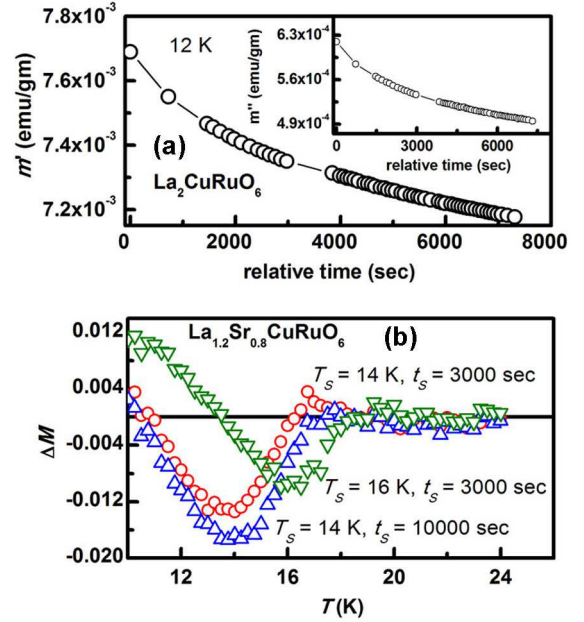 7.8x10⁻³
7.6x10⁻³
7.4x10⁻³
7.2x10⁻³
m' (emu/gm)
12 K
(a)
La₂CuRuO₆
0 2000 4000 6000 8000
relative time (sec)
6.3x10⁻⁴
5.6x10⁻⁴
4.9x10⁻⁴
m" (emu/gm)
0 3000 6000
relative time (sec)
0.012
0.004
-0.004
-0.012
-0.020
ΔM
La₁.₂Sr₀.₈CuRuO₆
(b)
T_S = 14 K, t_s = 3000 sec
T_S = 16 K, t_s = 3000 sec
T_S = 14 K, t_s = 10000 sec
12 16 20 24
T(K)